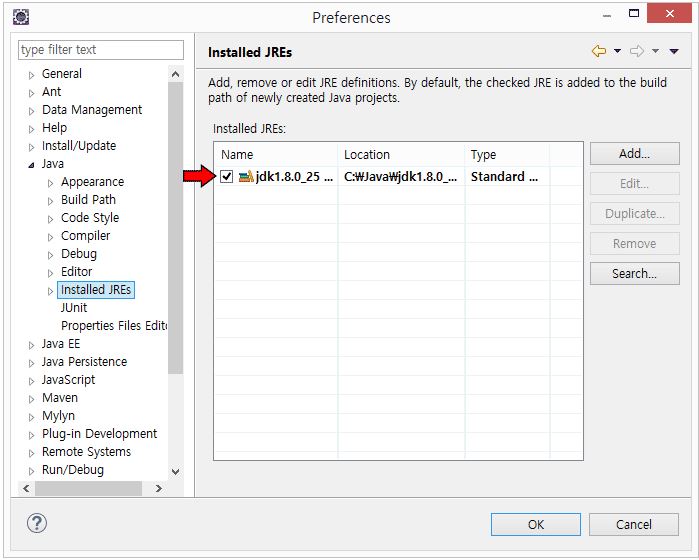 Preferences
type filter text
General
Ant
Data Management
Help
Install/Update
Java
Appearance
Build Path
Code Style
Compiler
Debug
Editor
Installed JREs
JUnit
Properties Files Edito
Java EE
Java Persistence
JavaScript
Maven
Mylyn
Plug-in Development
Remote Systems
Run/Debug
Installed JREs
Add, remove or edit JRE definitions. By default, the checked JRE is added to the build
path of newly created Java projects.
Installed JREs:
Name Location Type
jdk1.8.0_25 ... C:₩Java₩jdk1.8.0_... Standard ...
Add...
Edit...
Duplicate...
Remove
Search...
?
OK Cancel